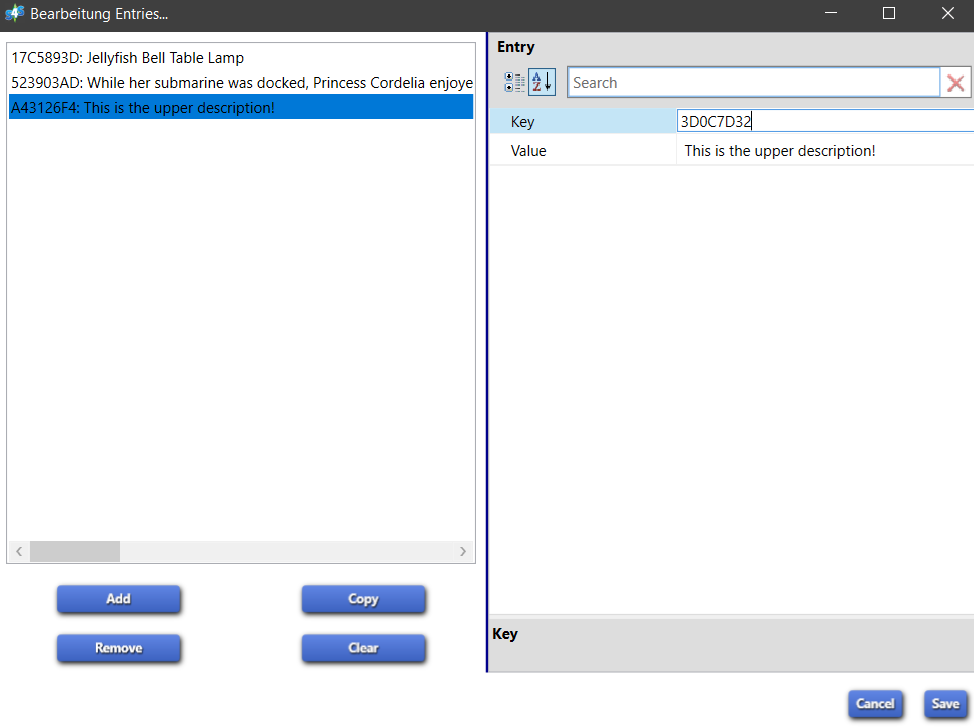 Bearbeitung Entries...
17C5893D: Jellyfish Bell Table Lamp
523903AD: While her submarine was docked, Princess Cordelia enjoye
A43126F4: This is the upper description!
Add
Copy
Remove
Clear
Entry
Search
Key
3D0C7D32
Value
This is the upper description!
Key
Cancel
Save